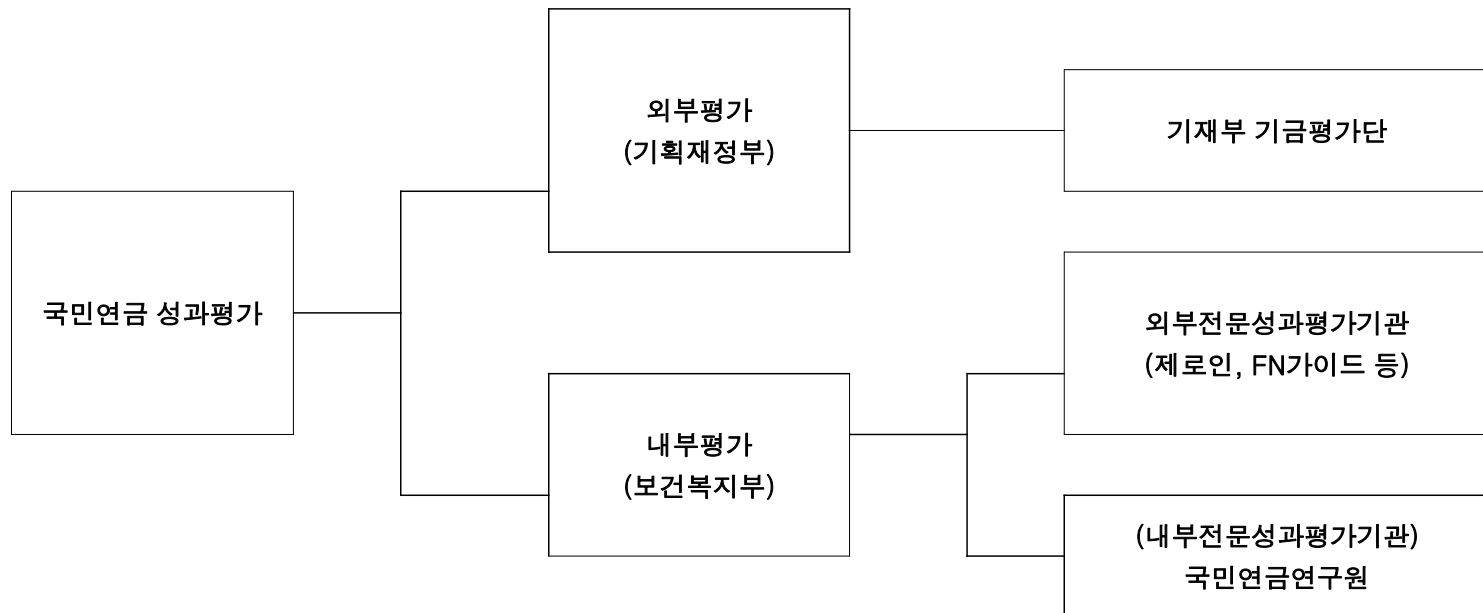 국민연금 성과평가
외부평가
(기획재정부)
기재부 기금평가단
내부평가
(보건복지부)
외부전문성과평가기관
(제로인, FN가이드 등)
(내부전문성과평가기관)
국민연금연구원